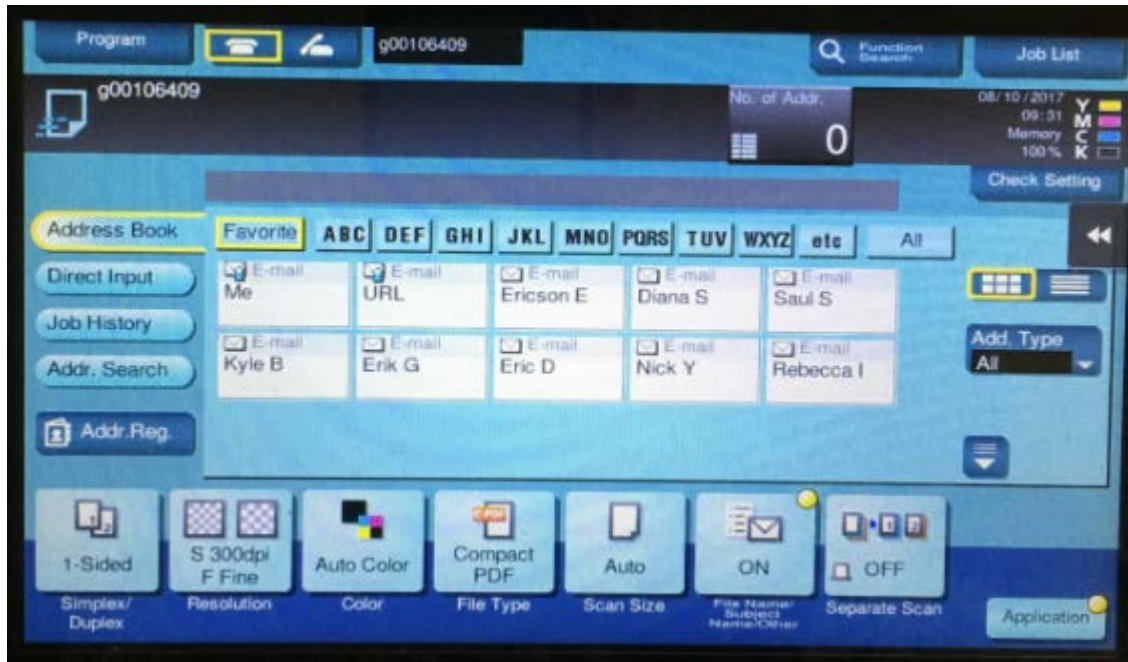 Program
g00106409
Function
Search
Job List
g00106409
No. of Addr.
0
08/10/2017
09:31
Memory
100%
Y
M
C
K
Check Setting
Address Book
Favorite
ABC
DEF
GHI
JKL
MNO
PQRS
TUV
WXYZ
etc
All
Direct Input
E-mail
Me
E-mail
URL
E-mail
Ericson E
E-mail
Diana S
E-mail
Saul S
Job History
Addr. Search
E-mail
Kyle B
E-mail
Erik G
E-mail
Eric D
E-mail
Nick Y
E-mail
Rebecca I
Add. Type
All
Addr.Reg.
1-Sided
S 300dpi
F Fine
Auto Color
Compact
PDF
Auto
ON
OFF
Simplex/
Duplex
Resolution
Color
File Type
Scan Size
File Name/
Subject
Name/Other
Separate Scan
Application